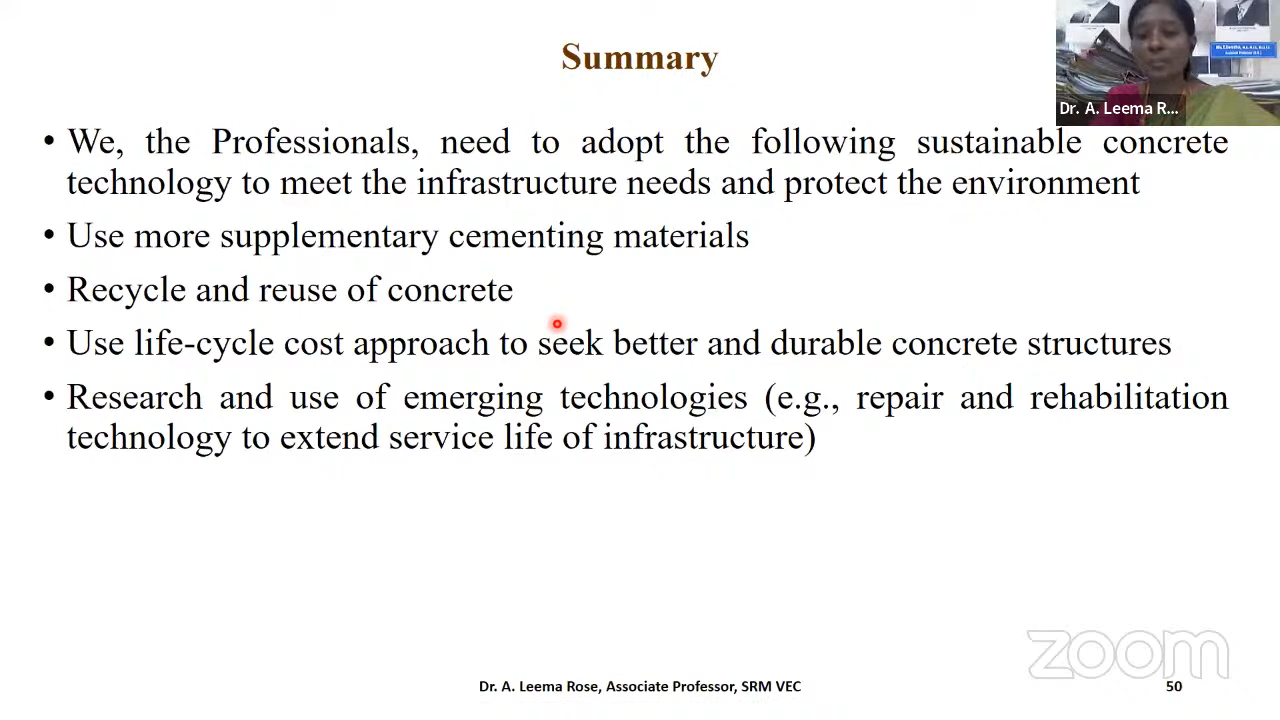 Summary
• We, the Professionals, need to adopt the following sustainable concrete
technology to meet the infrastructure needs and protect the environment
• Use more supplementary cementing materials
• Recycle and reuse of concrete
• Use life-cycle cost approach to seek better and durable concrete structures
• Research and use of emerging technologies (e.g., repair and rehabilitation
technology to extend service life of infrastructure)
Dr. A. Leema R...
zoom
Dr. A. Leema Rose, Associate Professor, SRM VEC
50